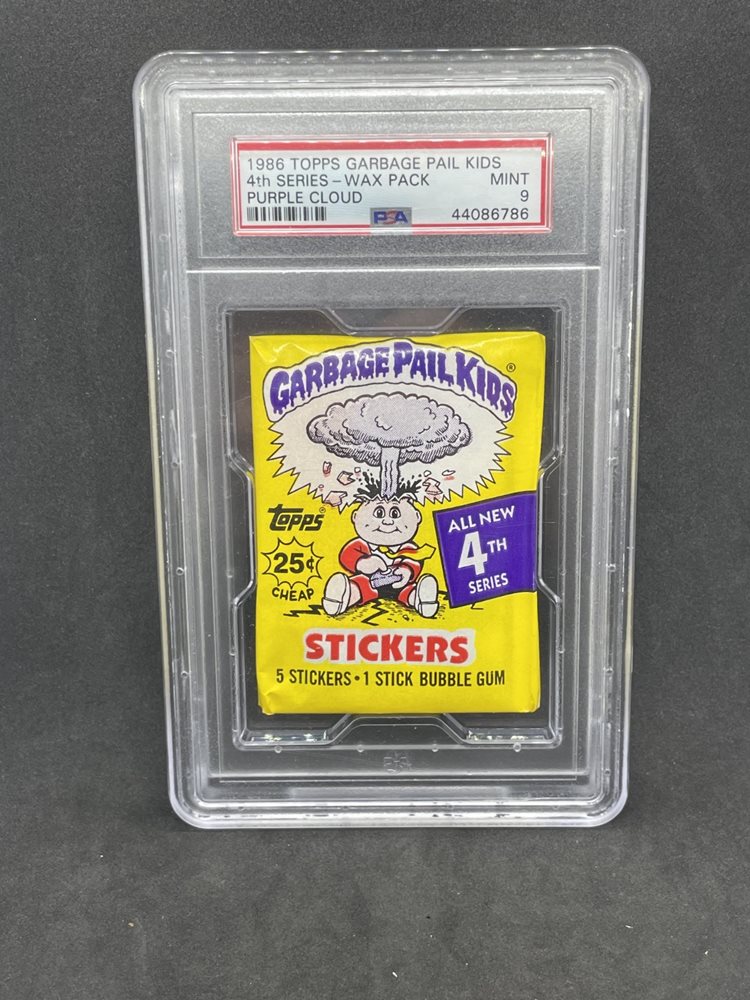 1986 TOPPS GARBAGE PAIL KIDS
4th SERIES - WAX PACK MINT
PURPLE CLOUD 9
PSA 44086786
GARBAGE PAIL KIDS ®
topps
25¢
CHEAP
ALL NEW
4TH
SERIES
STICKERS
5 STICKERS • 1 STICK BUBBLE GUM